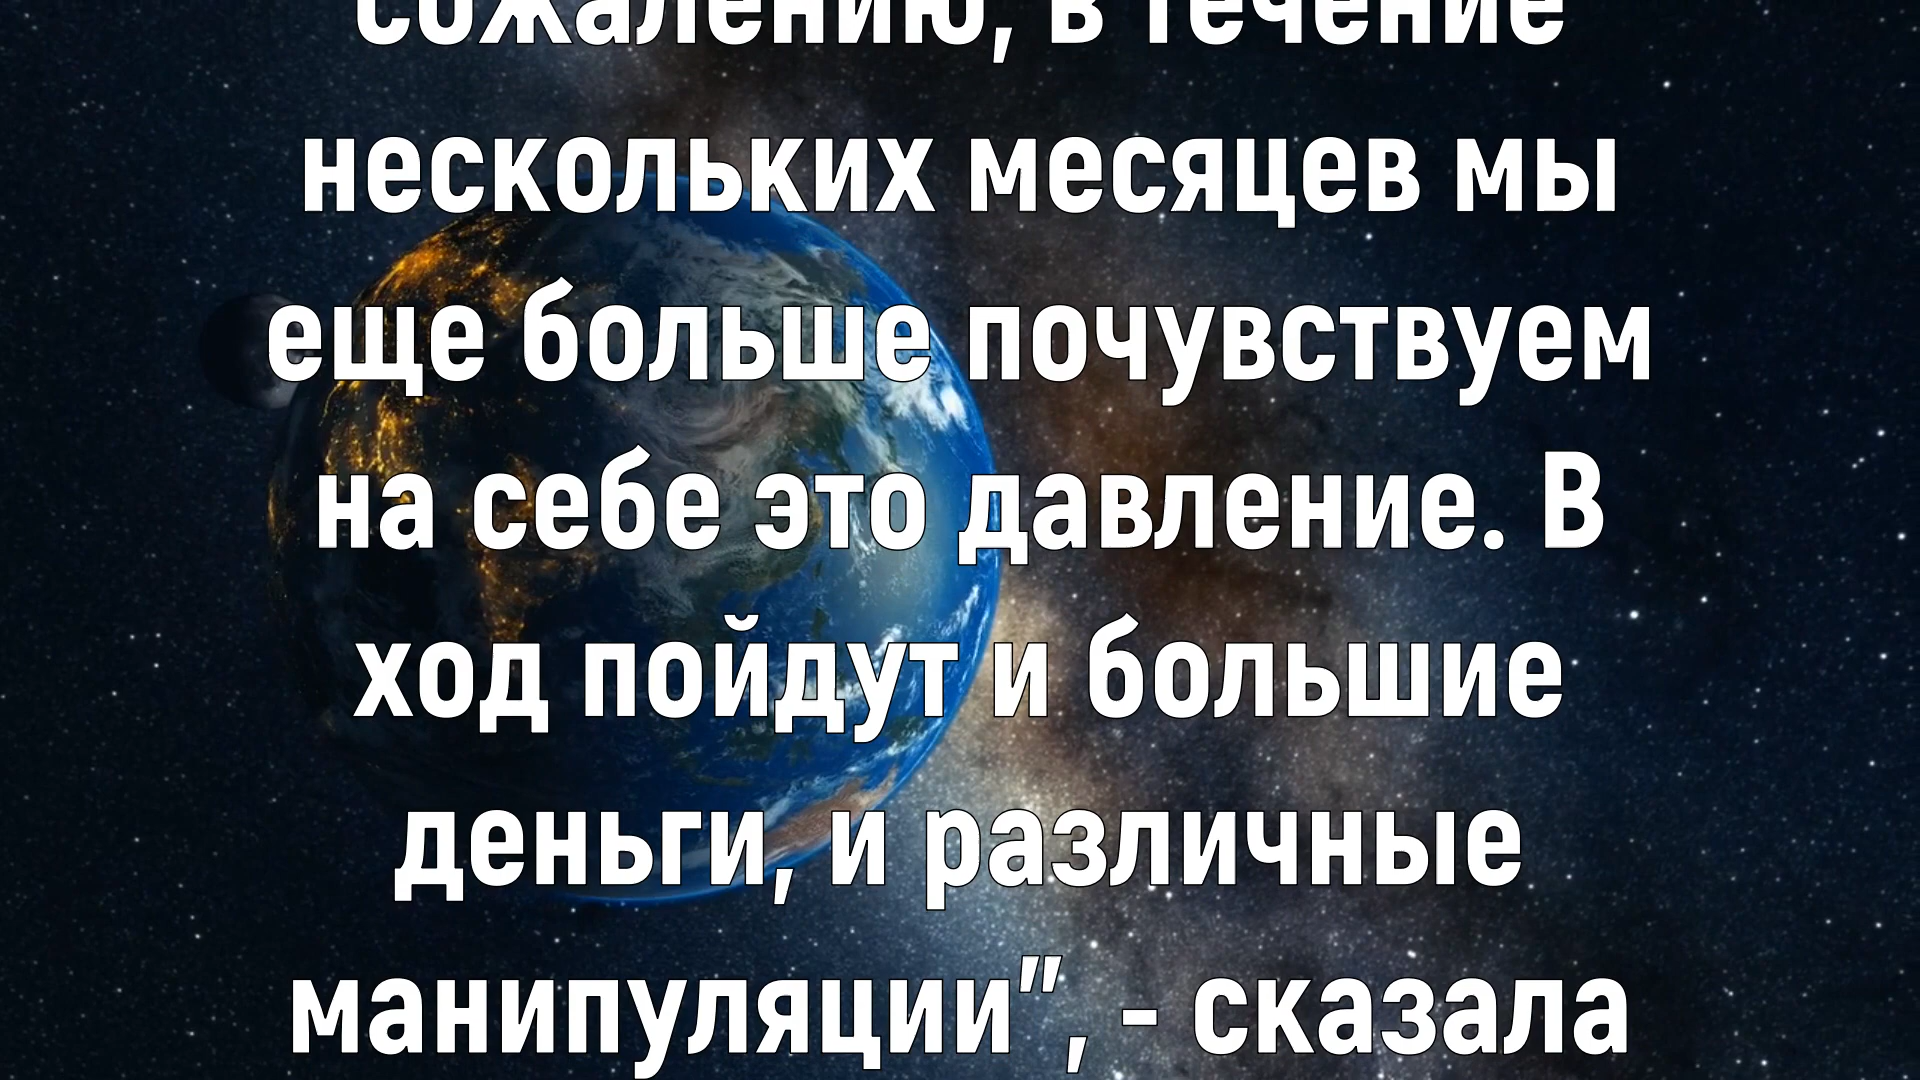 сожалению, в течение
нескольких месяцев мы
еще больше почувствуем
на себе это давление. В
ход пойдут и большие
деньги, и различные
манипуляции", - сказала